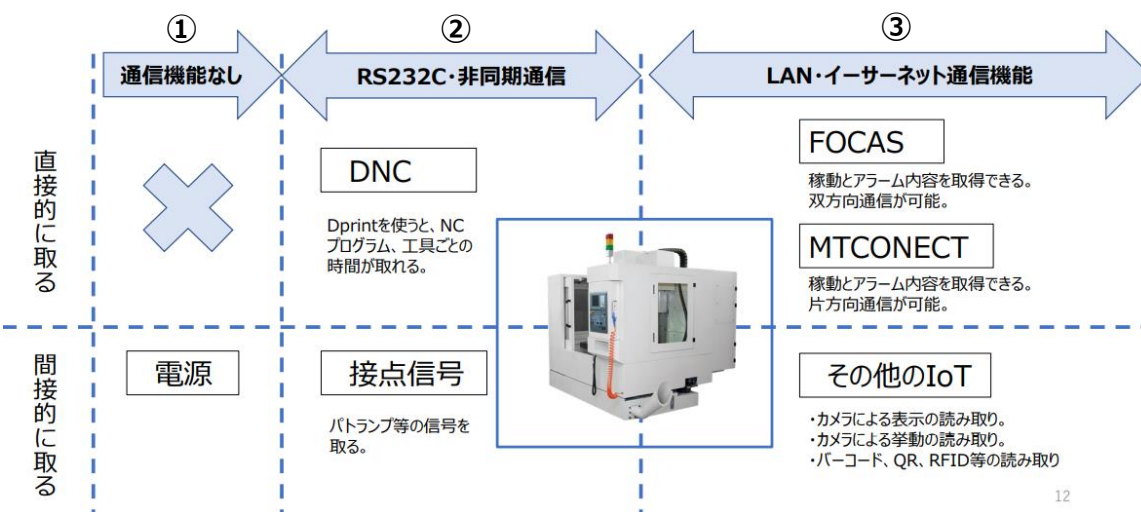 ①
②
③
通信機能なし
RS232C・非同期通信
LAN・イーサーネット通信機能
直接的に取る
DNC
Dprintを使うと、NC
プログラム、工具ごとの
時間が取れる。
FOCAS
稼動とアラーム内容を取得できる。
双方向通信が可能。
MTCONECT
稼動とアラーム内容を取得できる。
片方向通信が可能。
間接的に取る
電源
接点信号
パトランプ等の信号を
取る。
その他のIoT
・カメラによる表示の読み取り。
・カメラによる挙動の読み取り。
・バーコード、QR、RFID等の読み取り
12